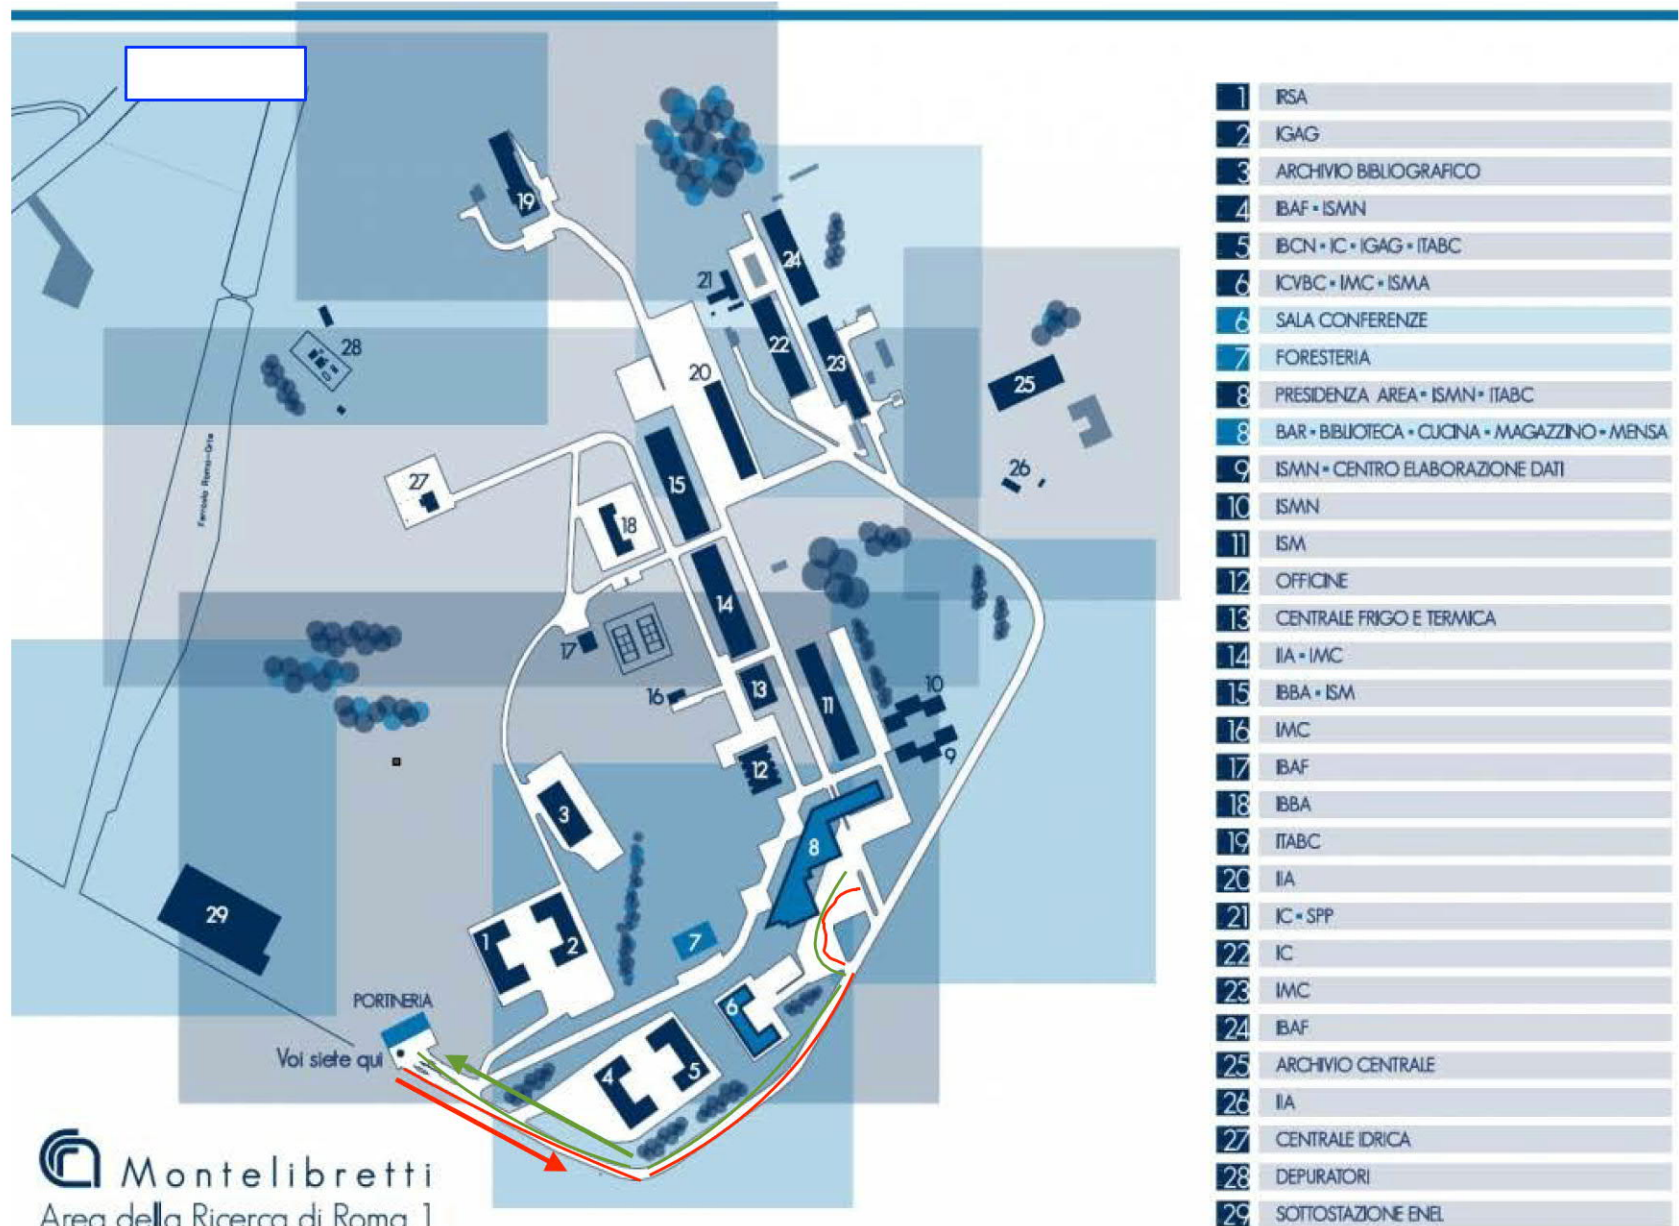 1 IRSA
2 IGAG
3 ARCHIVIO BIBLIOGRAFICO
4 IBAF • ISMN
5 IBCN • IC • IGAG • ITABC
6 ICVBC • IMC • ISMA
6 SALA CONFERENZE
7 FORESTERIA
8 PRESIDENZA AREA • ISMN • ITABC
8 BAR • BIBLIOTECA • CUCINA • MAGAZZINO • MENSA
9 ISMN • CENTRO ELABORAZIONE DATI
10 ISMN
11 ISM
12 OFFICINE
13 CENTRALE FRIGO E TERMICA
14 IIA • IMC
15 IBBA • ISM
16 IMC
17 IBAF
18 IBBA
19 ITABC
20 IIA
21 IC • SPP
22 IC
23 IMC
24 IBAF
25 ARCHIVIO CENTRALE
26 IIA
27 CENTRALE IDRICA
28 DEPURATORI
29 SOTTOSTAZIONE ENEL
19
24
21
28
22
23
20
25
27
15
26
18
14
17
16
13
10
11
9
12
3
8
29
1
2
7
6
4
5
Ferrovia Roma-Orte
PORTINERIA
Voi siete qui
Montelibretti
Area della Ricerca di Roma 1